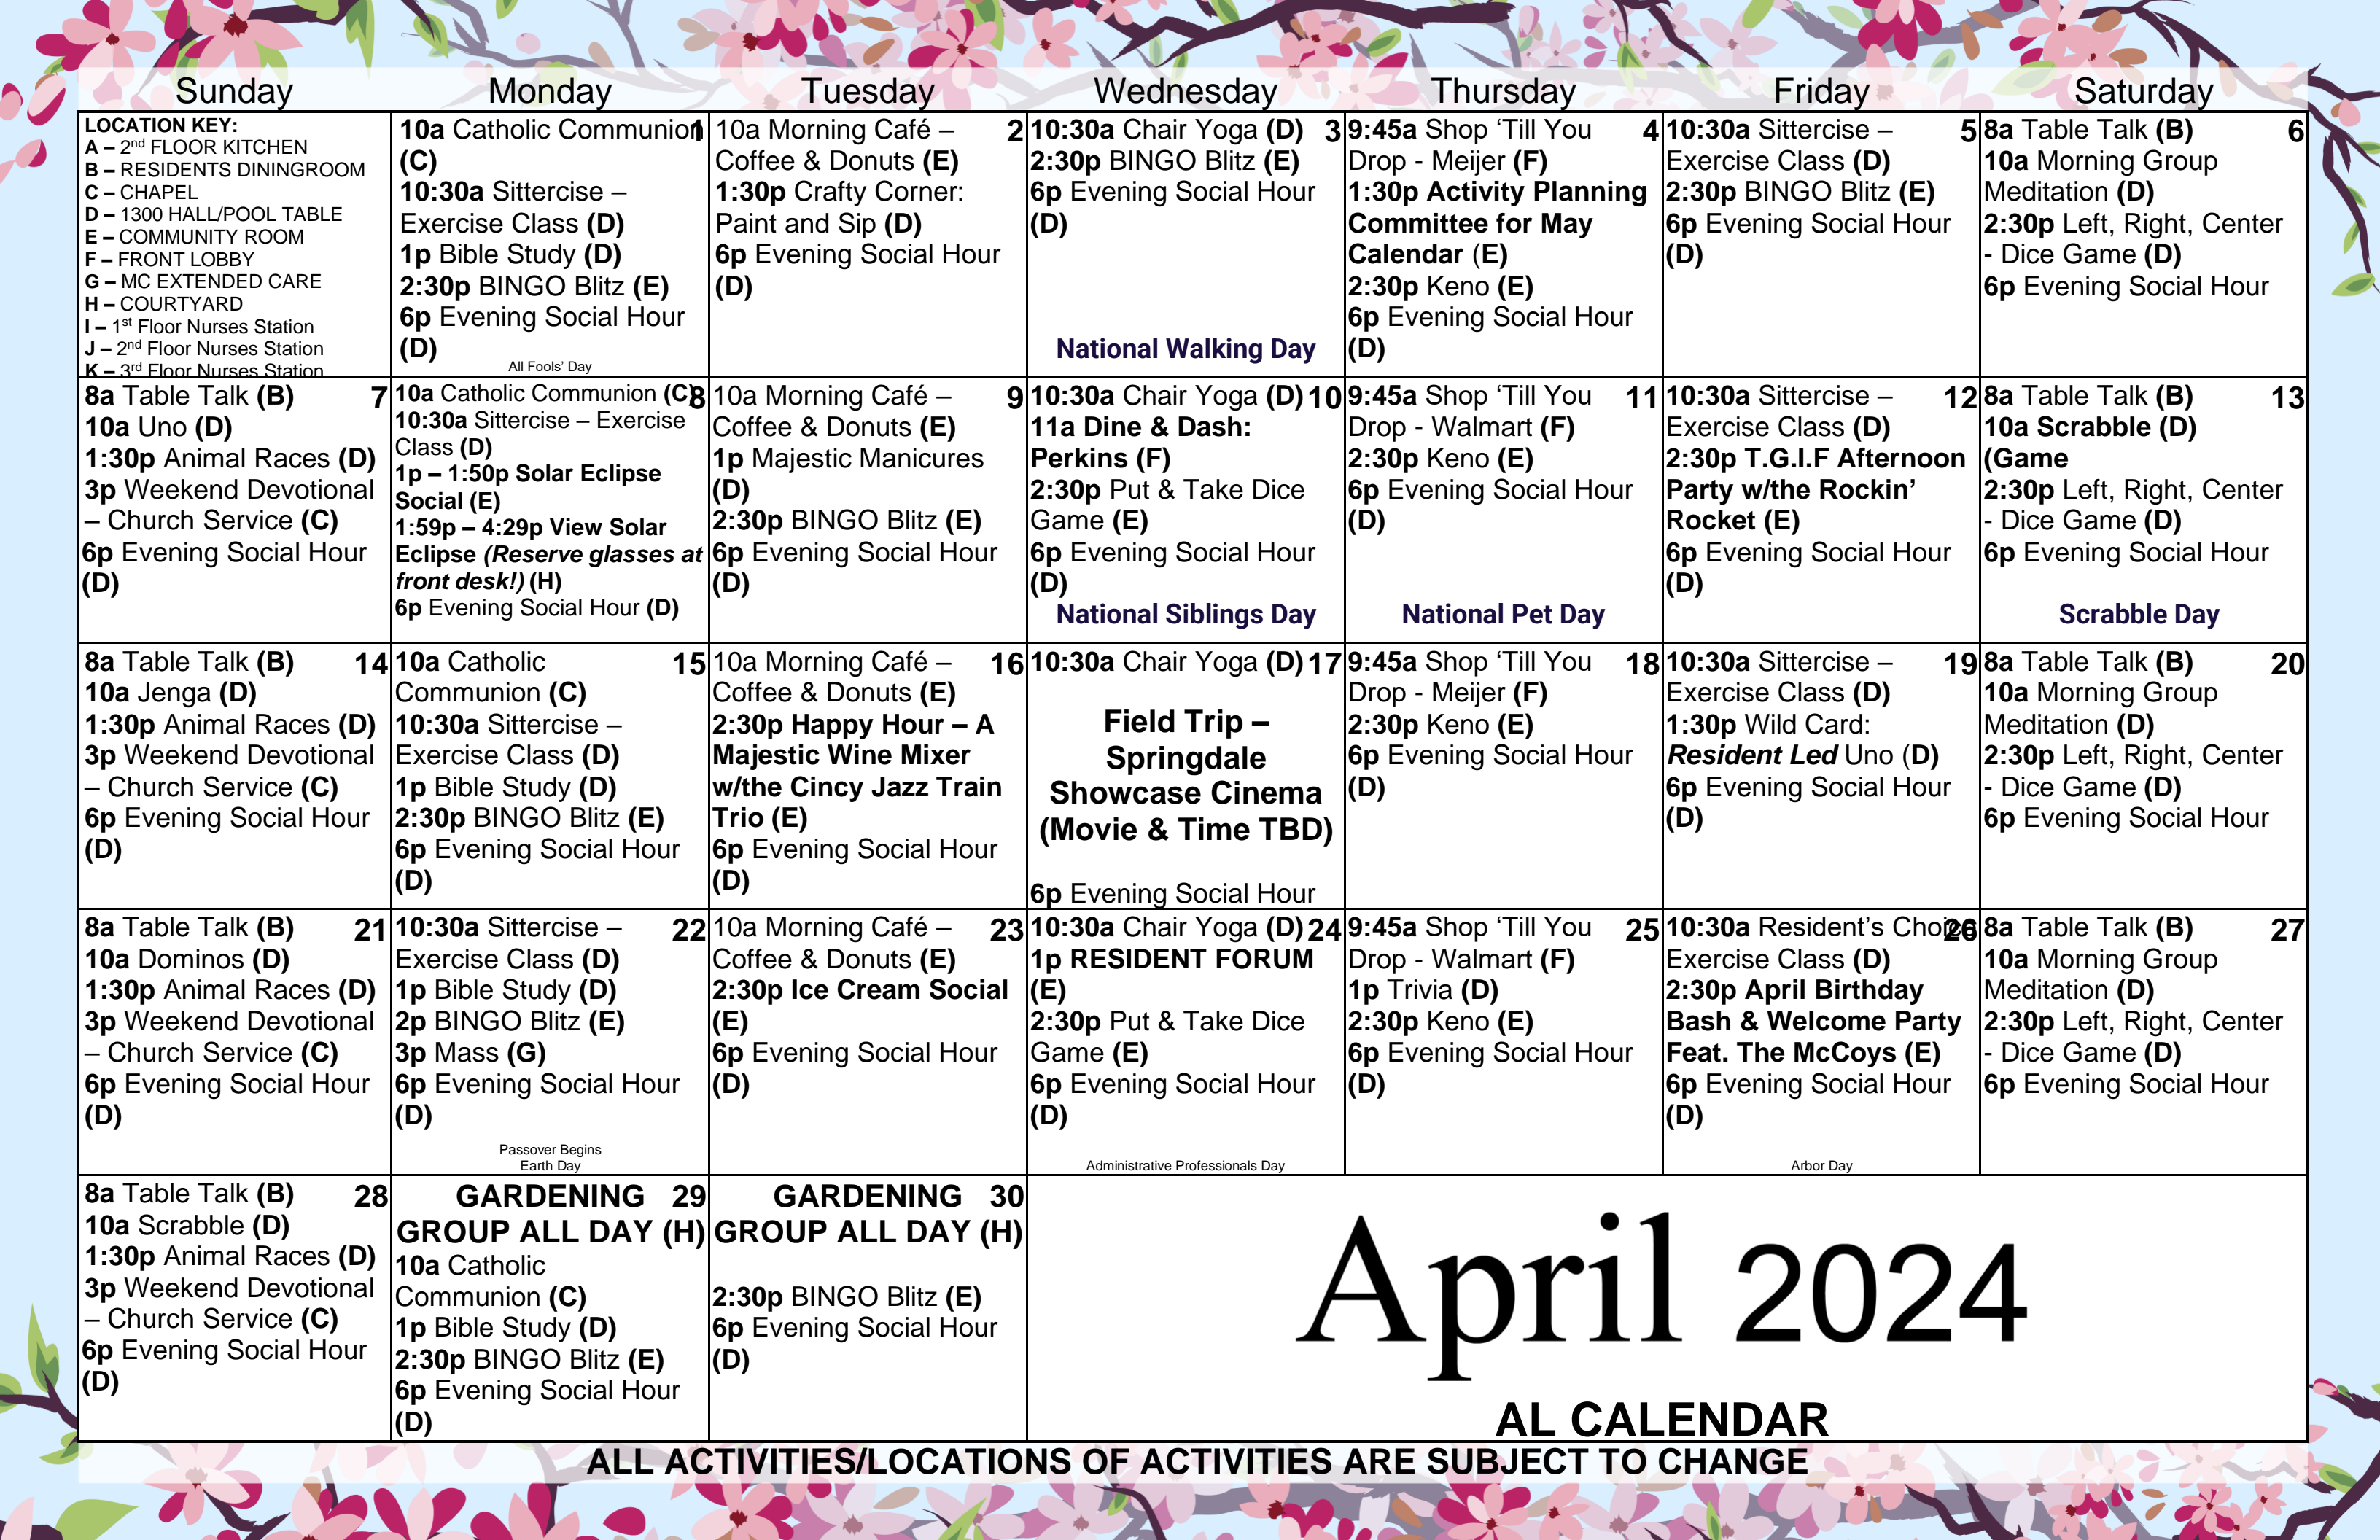 Sunday Monday Tuesday Wednesday Thursday Friday Saturday
LOCATION KEY:
A – 2nd FLOOR KITCHEN
B – RESIDENTS DININGROOM
C – CHAPEL
D – 1300 HALL/POOL TABLE
E – COMMUNITY ROOM
F – FRONT LOBBY
G – MC EXTENDED CARE
H – COURTYARD
I – 1st Floor Nurses Station
J – 2nd Floor Nurses Station
K – 3rd Floor Nurses Station
1
10a Catholic Communion
(C)
10:30a Sittercise –
Exercise Class (D)
1p Bible Study (D)
2:30p BINGO Blitz (E)
6p Evening Social Hour
(D)
All Fools' Day
2
10a Morning Café –
Coffee & Donuts (E)
1:30p Crafty Corner:
Paint and Sip (D)
6p Evening Social Hour
(D)
3
10:30a Chair Yoga (D)
2:30p BINGO Blitz (E)
6p Evening Social Hour
(D)
National Walking Day
4
9:45a Shop ‘Till You
Drop - Meijer (F)
1:30p Activity Planning
Committee for May
Calendar (E)
2:30p Keno (E)
6p Evening Social Hour
(D)
5
10:30a Sittercise –
Exercise Class (D)
2:30p BINGO Blitz (E)
6p Evening Social Hour
(D)
6
8a Table Talk (B)
10a Morning Group
Meditation (D)
2:30p Left, Right, Center
- Dice Game (D)
6p Evening Social Hour
7
8a Table Talk (B)
10a Uno (D)
1:30p Animal Races (D)
3p Weekend Devotional
– Church Service (C)
6p Evening Social Hour
(D)
8
10a Catholic Communion (C)
10:30a Sittercise – Exercise
Class (D)
1p – 1:50p Solar Eclipse
Social (E)
1:59p – 4:29p View Solar
Eclipse (Reserve glasses at
front desk!) (H)
6p Evening Social Hour (D)
9
10a Morning Café –
Coffee & Donuts (E)
1p Majestic Manicures
(D)
2:30p BINGO Blitz (E)
6p Evening Social Hour
(D)
10
10:30a Chair Yoga (D)
11a Dine & Dash:
Perkins (F)
2:30p Put & Take Dice
Game (E)
6p Evening Social Hour
(D)
National Siblings Day
11
9:45a Shop ‘Till You
Drop - Walmart (F)
2:30p Keno (E)
6p Evening Social Hour
(D)
National Pet Day
12
10:30a Sittercise –
Exercise Class (D)
2:30p T.G.I.F Afternoon
Party w/the Rockin’
Rocket (E)
6p Evening Social Hour
(D)
13
8a Table Talk (B)
10a Scrabble (D)
(Game
2:30p Left, Right, Center
- Dice Game (D)
6p Evening Social Hour
Scrabble Day
14
8a Table Talk (B)
10a Jenga (D)
1:30p Animal Races (D)
3p Weekend Devotional
– Church Service (C)
6p Evening Social Hour
(D)
15
10a Catholic
Communion (C)
10:30a Sittercise –
Exercise Class (D)
1p Bible Study (D)
2:30p BINGO Blitz (E)
6p Evening Social Hour
(D)
16
10a Morning Café –
Coffee & Donuts (E)
2:30p Happy Hour – A
Majestic Wine Mixer
w/the Cincy Jazz Train
Trio (E)
6p Evening Social Hour
(D)
17
10:30a Chair Yoga (D)
Field Trip –
Springdale
Showcase Cinema
(Movie & Time TBD)
6p Evening Social Hour
18
9:45a Shop ‘Till You
Drop - Meijer (F)
2:30p Keno (E)
6p Evening Social Hour
(D)
19
10:30a Sittercise –
Exercise Class (D)
1:30p Wild Card:
Resident Led Uno (D)
6p Evening Social Hour
(D)
20
8a Table Talk (B)
10a Morning Group
Meditation (D)
2:30p Left, Right, Center
- Dice Game (D)
6p Evening Social Hour
21
8a Table Talk (B)
10a Dominos (D)
1:30p Animal Races (D)
3p Weekend Devotional
– Church Service (C)
6p Evening Social Hour
(D)
22
10:30a Sittercise –
Exercise Class (D)
1p Bible Study (D)
2p BINGO Blitz (E)
3p Mass (G)
6p Evening Social Hour
(D)
Passover Begins
Earth Day
23
10a Morning Café –
Coffee & Donuts (E)
2:30p Ice Cream Social
(E)
6p Evening Social Hour
(D)
24
10:30a Chair Yoga (D)
1p RESIDENT FORUM
(E)
2:30p Put & Take Dice
Game (E)
6p Evening Social Hour
(D)
Administrative Professionals Day
25
9:45a Shop ‘Till You
Drop - Walmart (F)
1p Trivia (D)
2:30p Keno (E)
6p Evening Social Hour
(D)
26
10:30a Resident’s Choice
Exercise Class (D)
2:30p April Birthday
Bash & Welcome Party
Feat. The McCoys (E)
6p Evening Social Hour
(D)
Arbor Day
27
8a Table Talk (B)
10a Morning Group
Meditation (D)
2:30p Left, Right, Center
- Dice Game (D)
6p Evening Social Hour
28
8a Table Talk (B)
10a Scrabble (D)
1:30p Animal Races (D)
3p Weekend Devotional
– Church Service (C)
6p Evening Social Hour
(D)
29
GARDENING
GROUP ALL DAY (H)
10a Catholic
Communion (C)
1p Bible Study (D)
2:30p BINGO Blitz (E)
6p Evening Social Hour
(D)
30
GARDENING
GROUP ALL DAY (H)
2:30p BINGO Blitz (E)
6p Evening Social Hour
(D)
April 2024
AL CALENDAR
ALL ACTIVITIES/LOCATIONS OF ACTIVITIES ARE SUBJECT TO CHANGE